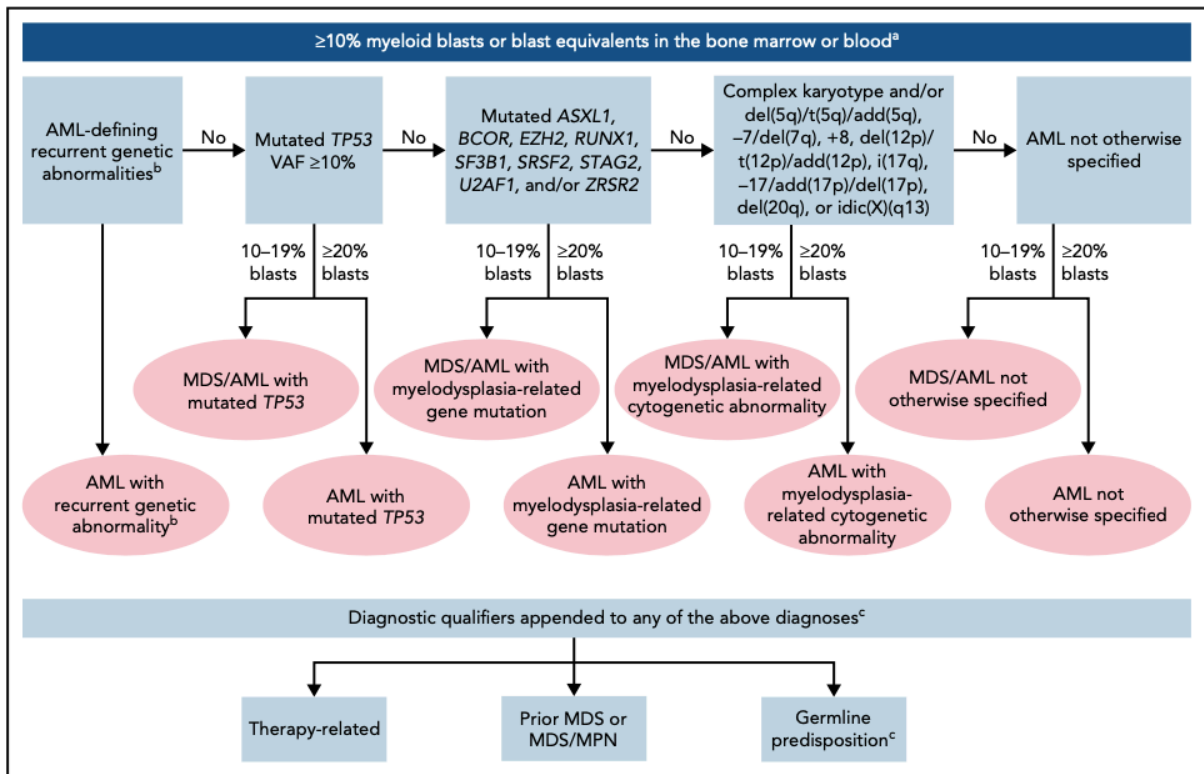 ≥10% myeloid blasts or blast equivalents in the bone marrow or bloodᵃ
AML-defining
recurrent genetic
abnormalitiesᵇ
No
Mutated TP53
VAF ≥10%
No
Mutated ASXL1,
BCOR, EZH2, RUNX1,
SF3B1, SRSF2, STAG2,
U2AF1, and/or ZRSR2
No
Complex karyotype and/or
del(5q)/t(5q)/add(5q),
–7/del(7q), +8, del(12p)/
t(12p)/add(12p), i(17q),
–17/add(17p)/del(17p),
del(20q), or idic(X)(q13)
No
AML not otherwise
specified
10–19%
blasts
≥20%
blasts
10–19%
blasts
≥20%
blasts
10–19%
blasts
≥20%
blasts
10–19%
blasts
≥20%
blasts
MDS/AML with
mutated TP53
MDS/AML with
myelodysplasia-related
gene mutation
MDS/AML with
myelodysplasia-related
cytogenetic abnormality
MDS/AML not
otherwise specified
AML with
recurrent genetic
abnormalityᵇ
AML with
mutated TP53
AML with
myelodysplasia-related
gene mutation
AML with
myelodysplasia-
related cytogenetic
abnormality
AML not
otherwise specified
Diagnostic qualifiers appended to any of the above diagnosesᶜ
Therapy-related
Prior MDS or
MDS/MPN
Germline
predispositionᶜ